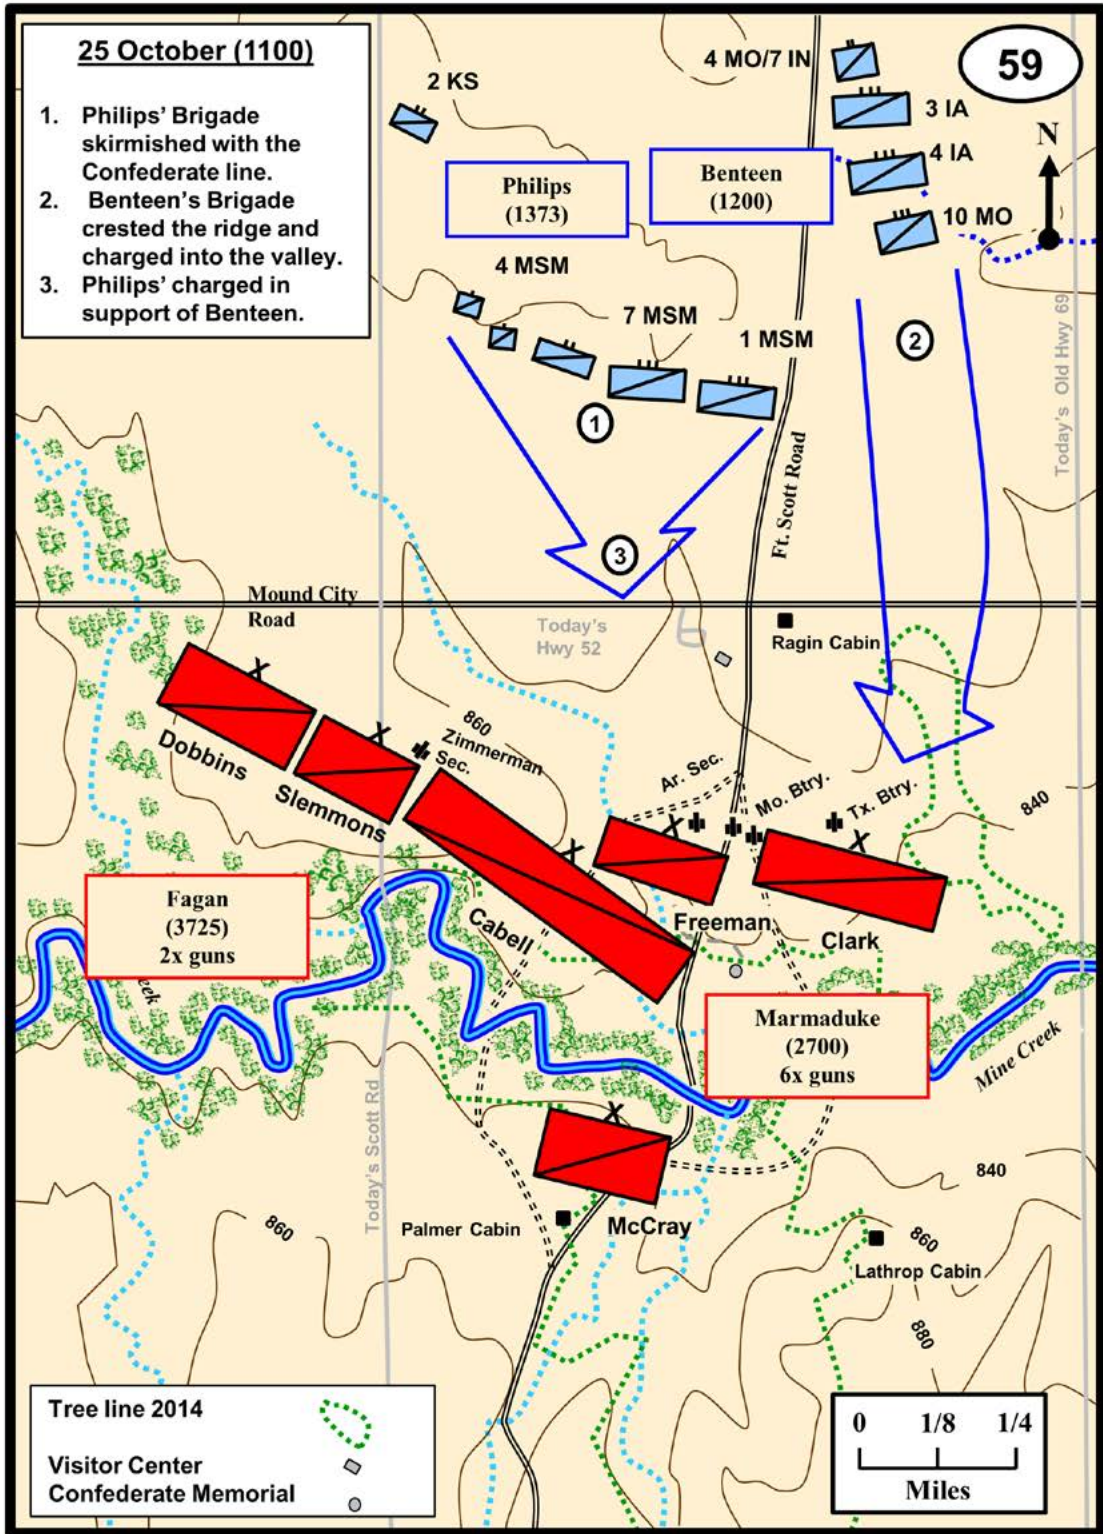 25 October (1100)
1. Philips’ Brigade
skirmished with the
Confederate line.
2. Benteen’s Brigade
crested the ridge and
charged into the valley.
3. Philips’ charged in
support of Benteen.
59
N
2 KS
4 MO/7 IN
3 IA
4 IA
10 MO
Philips
(1373)
Benteen
(1200)
4 MSM
7 MSM
1 MSM
1
2
3
Today’s Old Hwy 69
Ft. Scott Road
Mound City
Road
Today’s
Hwy 52
Ragin Cabin
Dobbins
Slemmons
860
Zimmerman
Sec.
Ar. Sec.
Mo. Btry.
Tx. Btry.
840
Cabell
Freeman
Clark
Fagan
(3725)
2x guns
eek
Marmaduke
(2700)
6x guns
Mine Creek
Today’s Scott Rd
840
860
Palmer Cabin
McCray
860
Lathrop Cabin
880
Tree line 2014
Visitor Center
Confederate Memorial
0 1/8 1/4
Miles